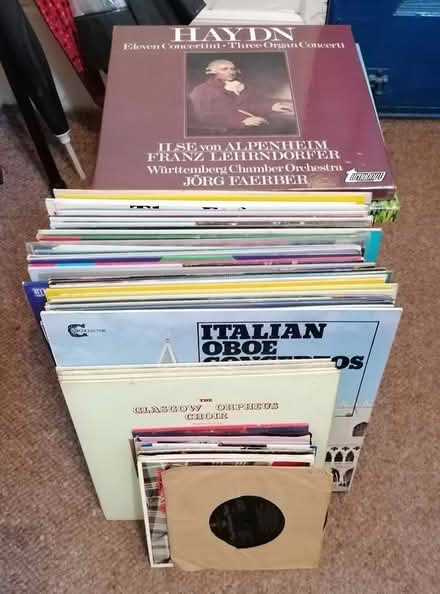 HAYDN
Eleven Concertini • Three Organ Concerti
ILSE von ALPENHEIM
FRANZ LEHRNDORFER
Württemberg Chamber Orchestra
JÖRG FAERBER
ITALIAN
OBOE
CONCERTOS
THE
GLASGOW ORPHEUS
CHOIR